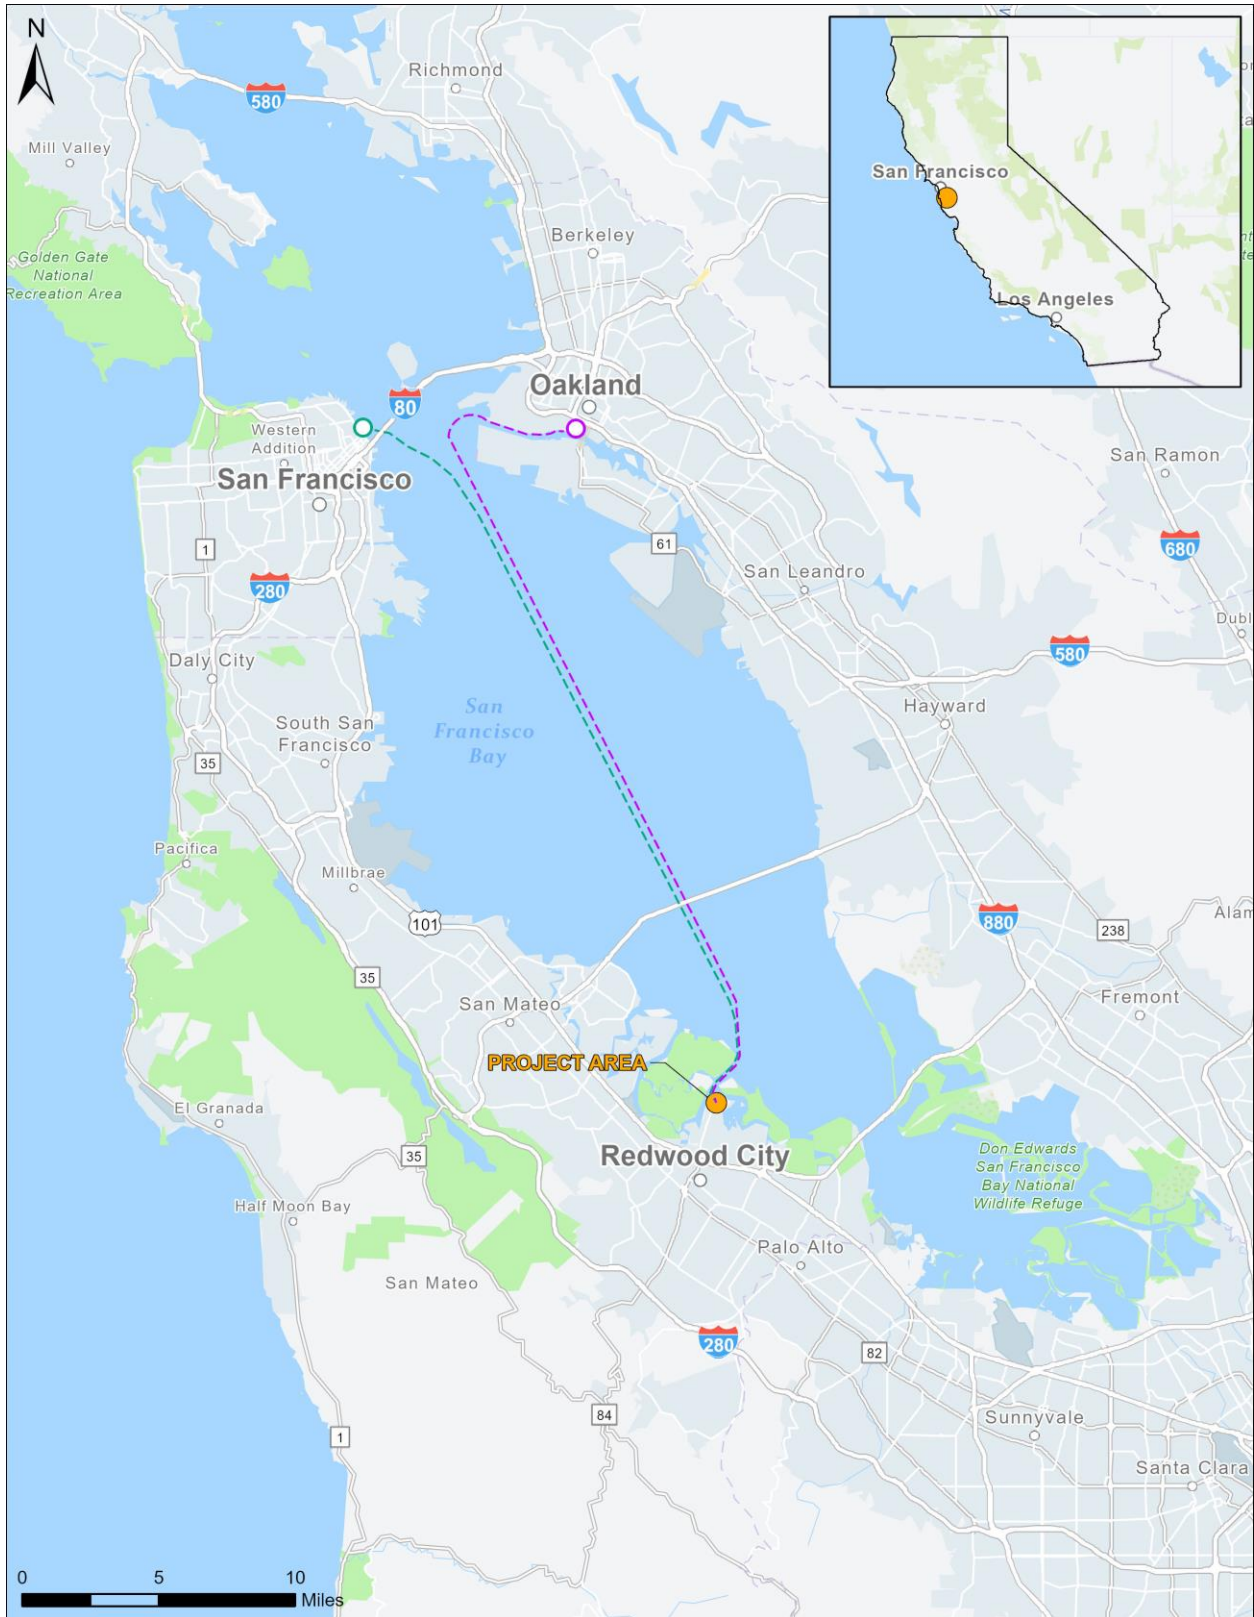 N
Richmond
580
Mill Valley
San Francisco
Berkeley
Golden Gate
National
Recreation Area
Los Angeles
Oakland
80
Western
Addition
San Francisco
San Ramon
1
61
680
280
San Leandro
Dubl
580
Daly City
San
Francisco
Bay
Hayward
South San
Francisco
35
Pacifica
Millbrae
101
880
Alam
238
35
San Mateo
Fremont
PROJECT AREA
El Granada
Redwood City
Don Edwards
San Francisco
Bay National
Wildlife Refuge
35
Half Moon Bay
Palo Alto
San Mateo
280
82
84
Sunnyvale
1
Santa Clara
0 5 10
Miles